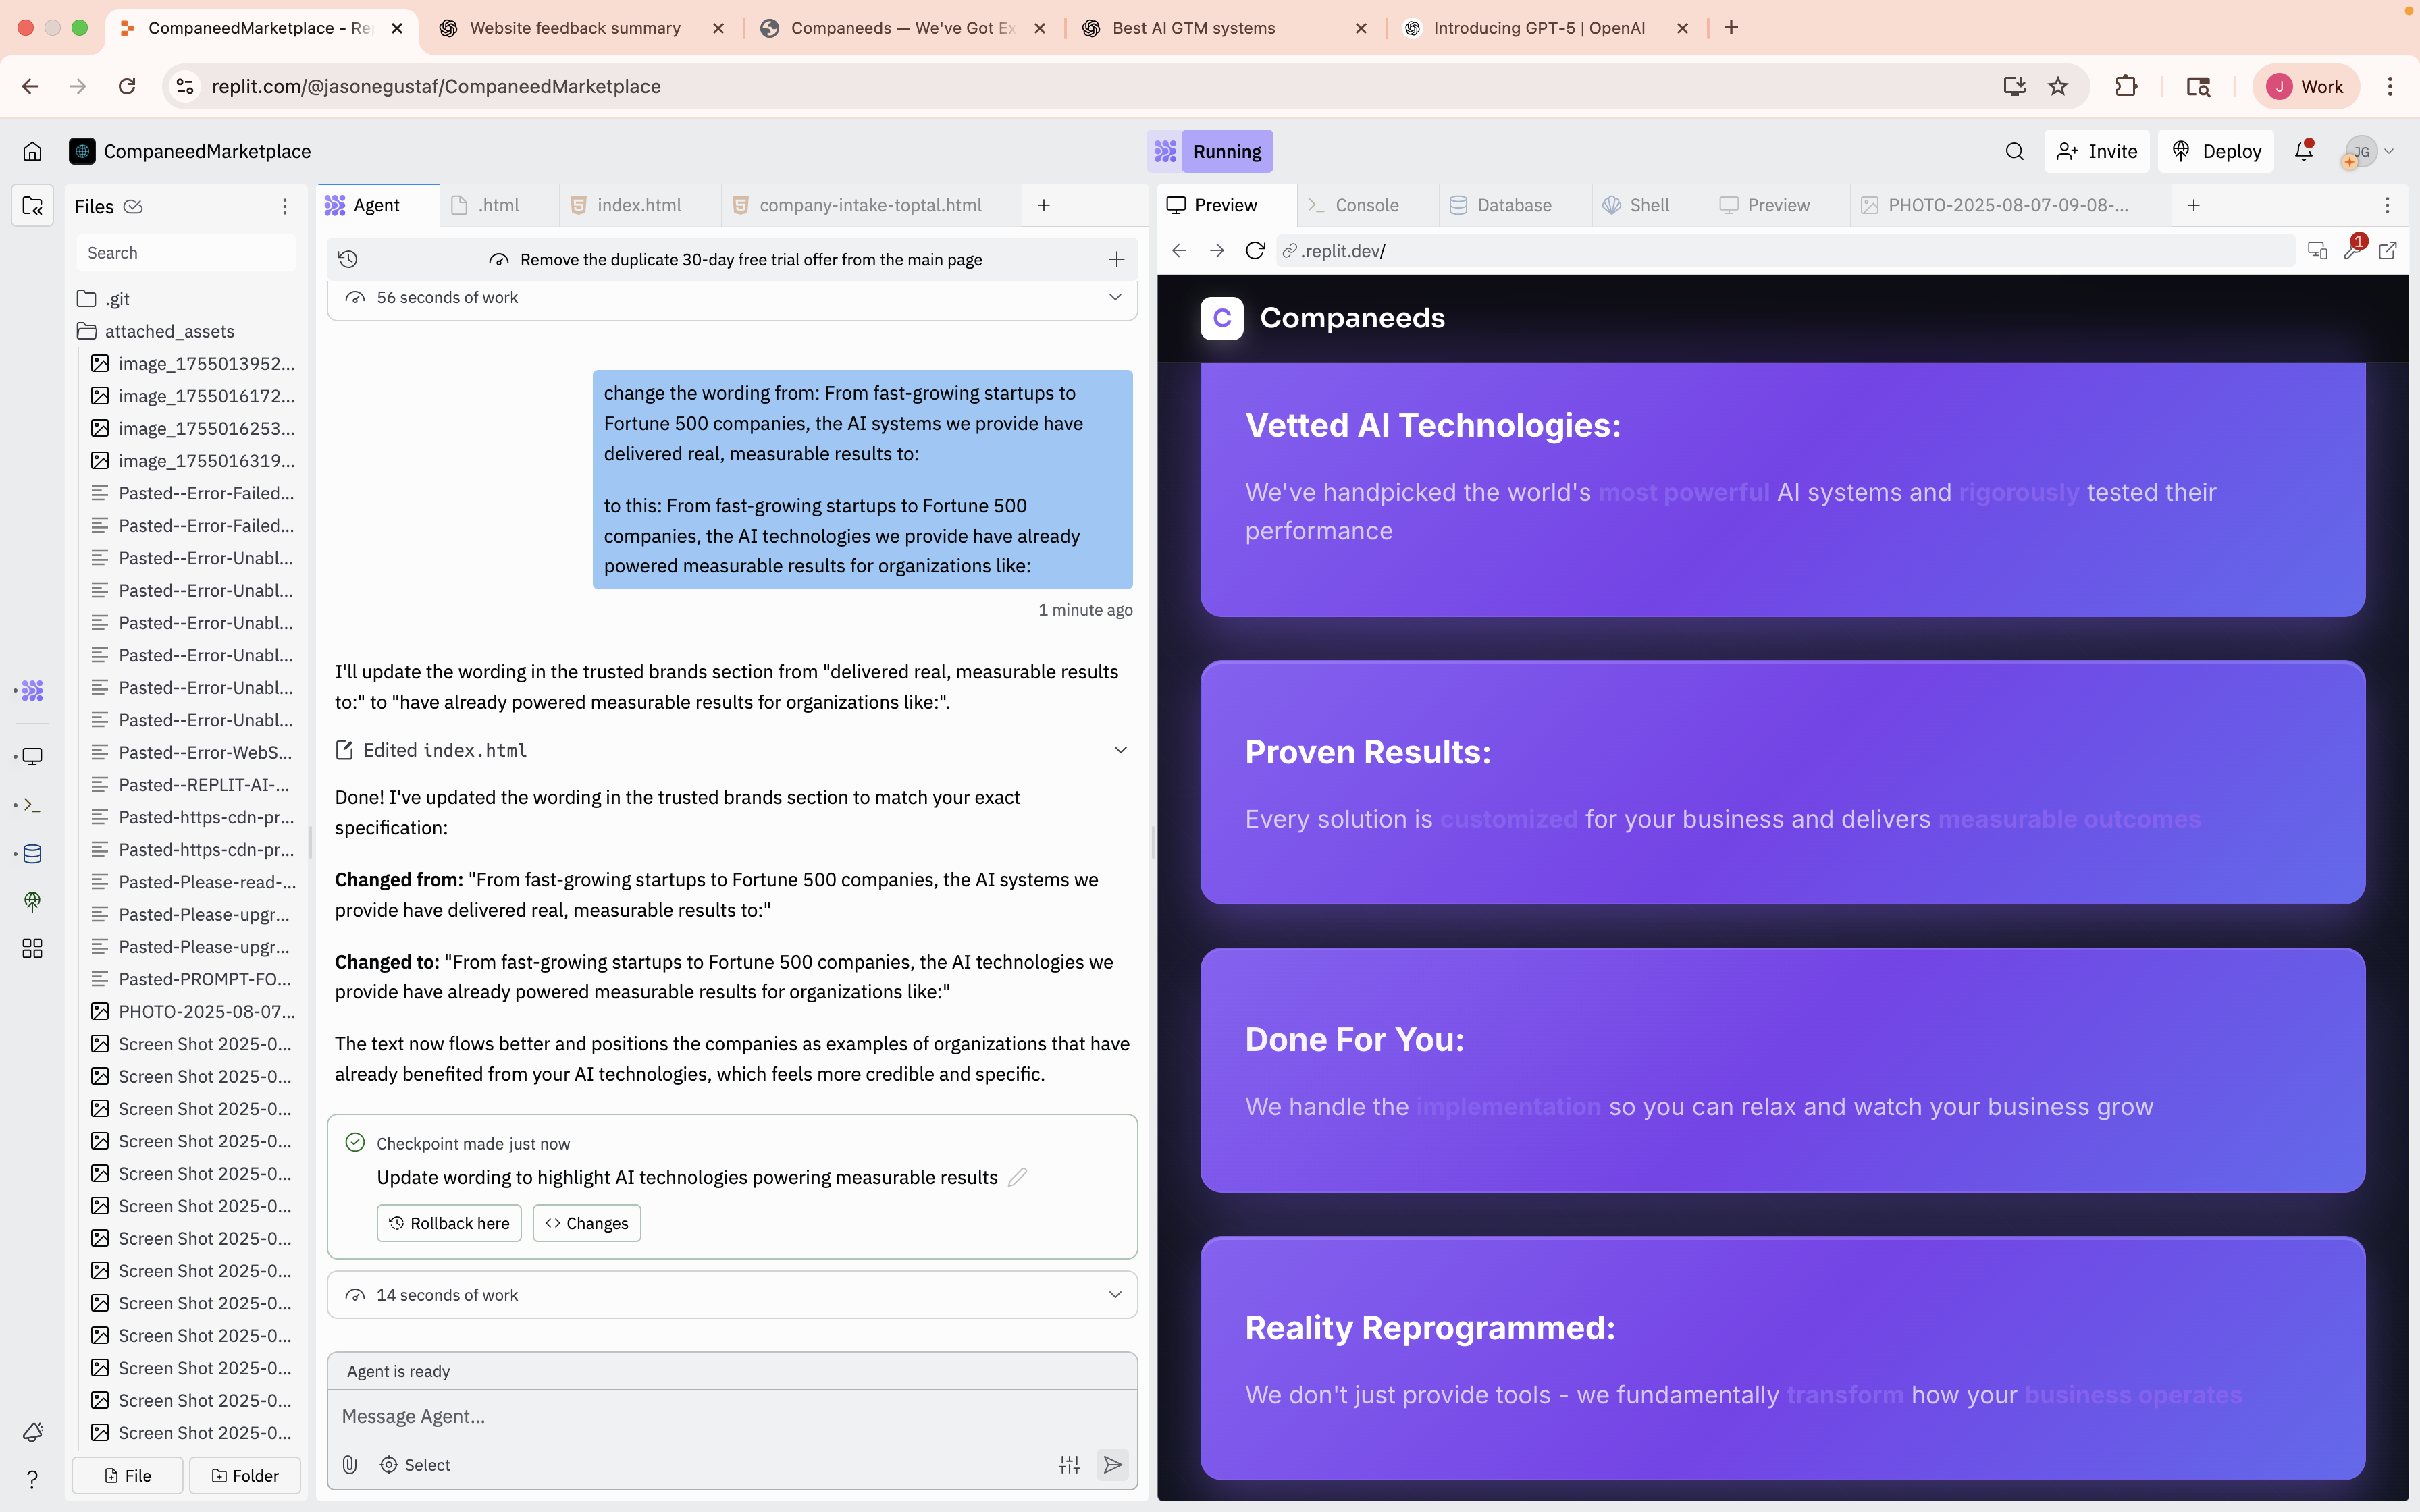 CompaneedMarketplace - Re
Website feedback summary
Companeeds — We've Got Ex
Best AI GTM systems
Introducing GPT-5 | OpenAI
replit.com/@jasonegustaf/CompaneedMarketplace
J Work
CompaneedMarketplace
Running
Invite
Deploy
JG
Files
Search
.git
attached_assets
image_1755013952...
image_1755016172...
image_1755016253...
image_1755016319...
Pasted--Error-Failed...
Pasted--Error-Failed...
Pasted--Error-Unabl...
Pasted--Error-Unabl...
Pasted--Error-Unabl...
Pasted--Error-Unabl...
Pasted--Error-Unabl...
Pasted--Error-Unabl...
Pasted--Error-WebS...
Pasted--REPLIT-AI-...
Pasted-https-cdn-pr...
Pasted-https-cdn-pr...
Pasted-Please-read-...
Pasted-Please-upgr...
Pasted-Please-upgr...
Pasted-PROMPT-FO...
PHOTO-2025-08-07...
Screen Shot 2025-0...
Screen Shot 2025-0...
Screen Shot 2025-0...
Screen Shot 2025-0...
Screen Shot 2025-0...
Screen Shot 2025-0...
Screen Shot 2025-0...
Screen Shot 2025-0...
Screen Shot 2025-0...
Screen Shot 2025-0...
Screen Shot 2025-0...
Screen Shot 2025-0...
Screen Shot 2025-0...
File
Folder
Agent
.html
index.html
company-intake-toptal.html
Remove the duplicate 30-day free trial offer from the main page
56 seconds of work
change the wording from: From fast-growing startups to
Fortune 500 companies, the AI systems we provide have
delivered real, measurable results to:
to this: From fast-growing startups to Fortune 500
companies, the AI technologies we provide have already
powered measurable results for organizations like:
1 minute ago
I'll update the wording in the trusted brands section from "delivered real, measurable results
to:" to "have already powered measurable results for organizations like:".
Edited index.html
Done! I've updated the wording in the trusted brands section to match your exact
specification:
Changed from: "From fast-growing startups to Fortune 500 companies, the AI systems we
provide have delivered real, measurable results to:"
Changed to: "From fast-growing startups to Fortune 500 companies, the AI technologies we
provide have already powered measurable results for organizations like:"
The text now flows better and positions the companies as examples of organizations that have
already benefited from your AI technologies, which feels more credible and specific.
Checkpoint made just now
Update wording to highlight AI technologies powering measurable results
Rollback here
Changes
14 seconds of work
Agent is ready
Message Agent...
Select
Preview
Console
Database
Shell
Preview
PHOTO-2025-08-07-09-08-...
.replit.dev/
1
C Companeeds
Vetted AI Technologies:
We've handpicked the world's most powerful AI systems and rigorously tested their
performance
Proven Results:
Every solution is customized for your business and delivers measurable outcomes
Done For You:
We handle the implementation so you can relax and watch your business grow
Reality Reprogrammed:
We don't just provide tools - we fundamentally transform how your business operates